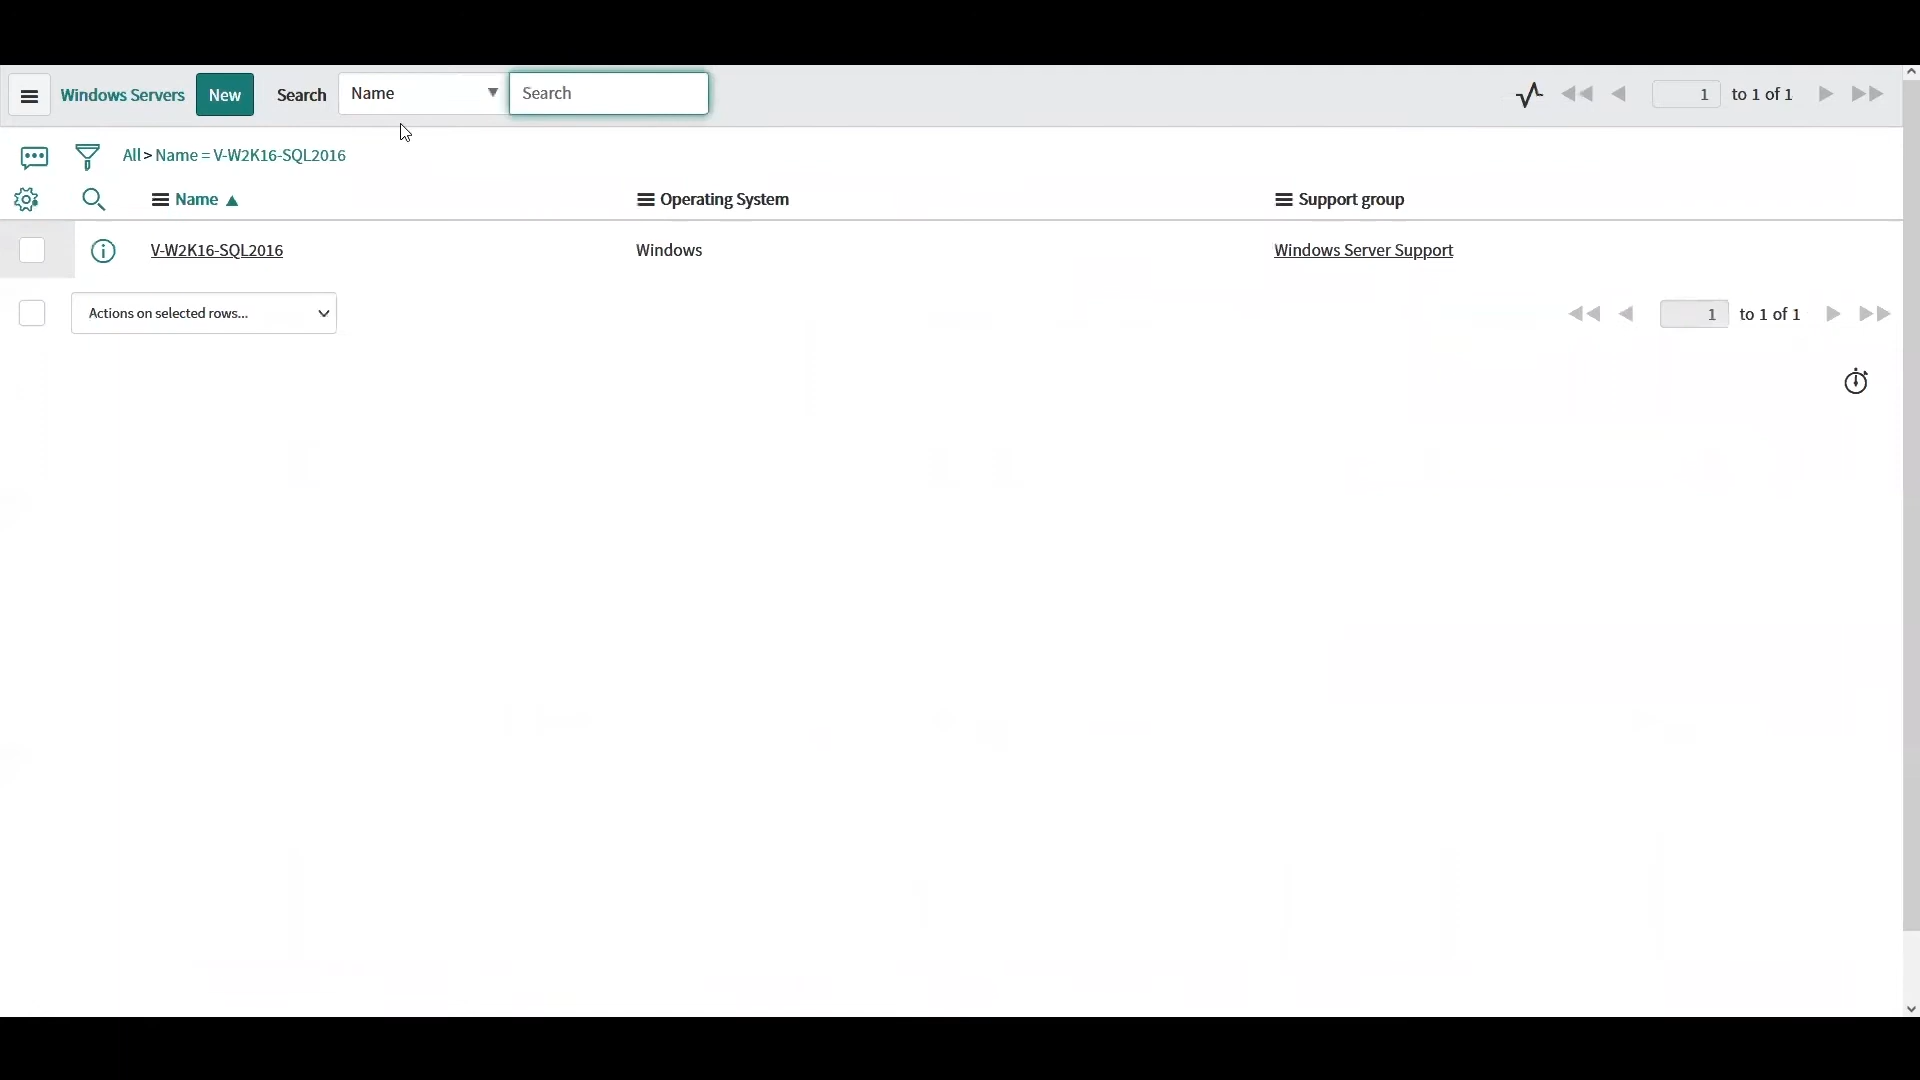 Windows Servers New Search Name Search 1 to 1 of 1
All > Name = V-W2K16-SQL2016
Name Operating System Support group
V-W2K16-SQL2016 Windows Windows Server Support
Actions on selected rows... 1 to 1 of 1